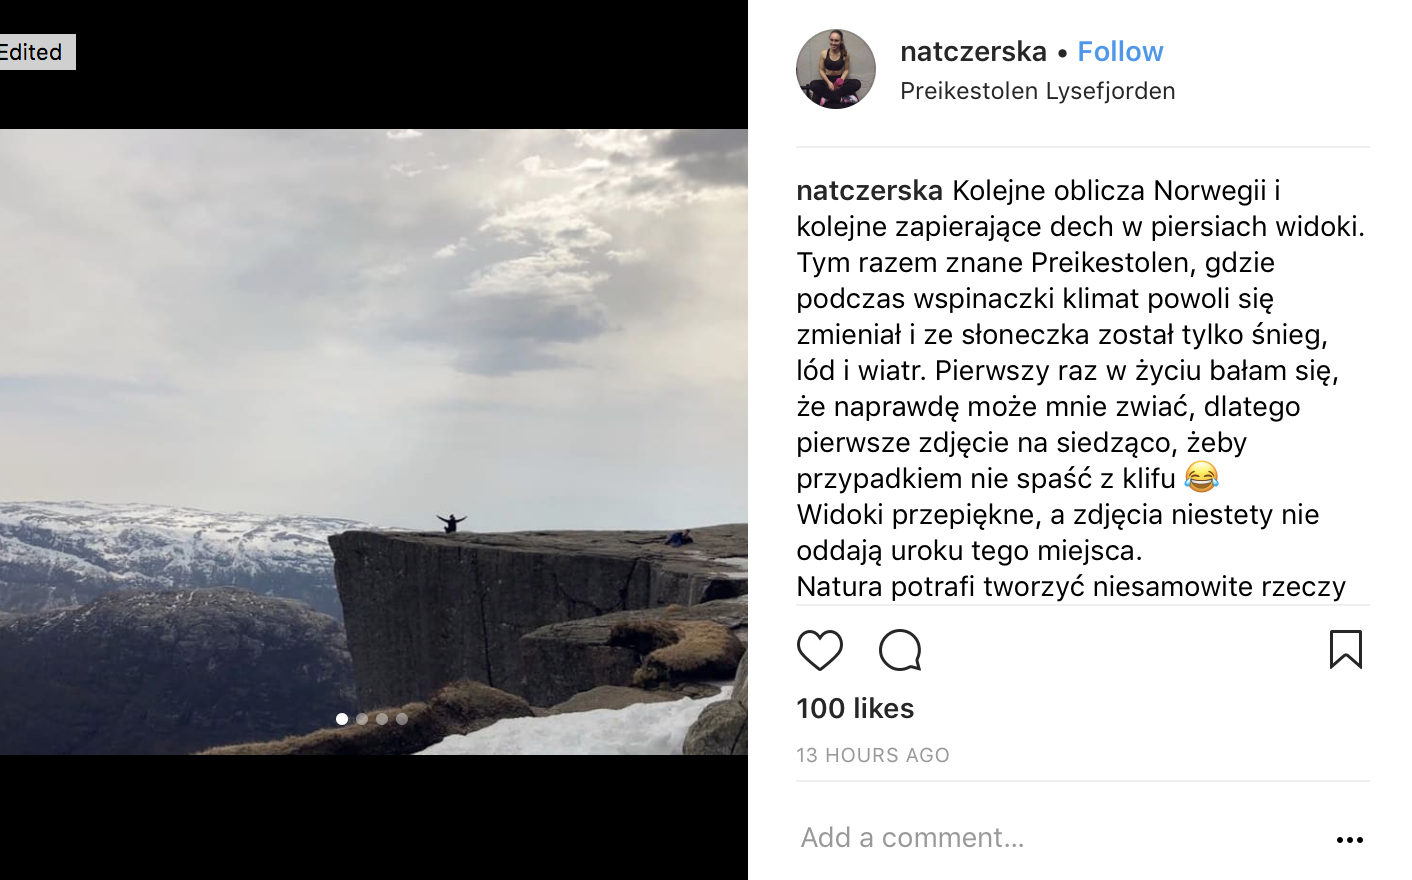 Edited
natczerska • Follow
Preikestolen Lysefjorden
natczerska Kolejne oblicza Norwegii i
kolejne zapierające dech w piersiach widoki.
Tym razem znane Preikestolen, gdzie
podczas wspinaczki klimat powoli się
zmieniał i ze słoneczka został tylko śnieg,
lód i wiatr. Pierwszy raz w życiu bałam się,
że naprawdę może mnie zwiać, dlatego
pierwsze zdjęcie na siedząco, żeby
przypadkiem nie spaść z klifu 😂
Widoki przepiękne, a zdjęcia niestety nie
oddają uroku tego miejsca.
Natura potrafi tworzyć niesamowite rzeczy
100 likes
13 HOURS AGO
Add a comment...